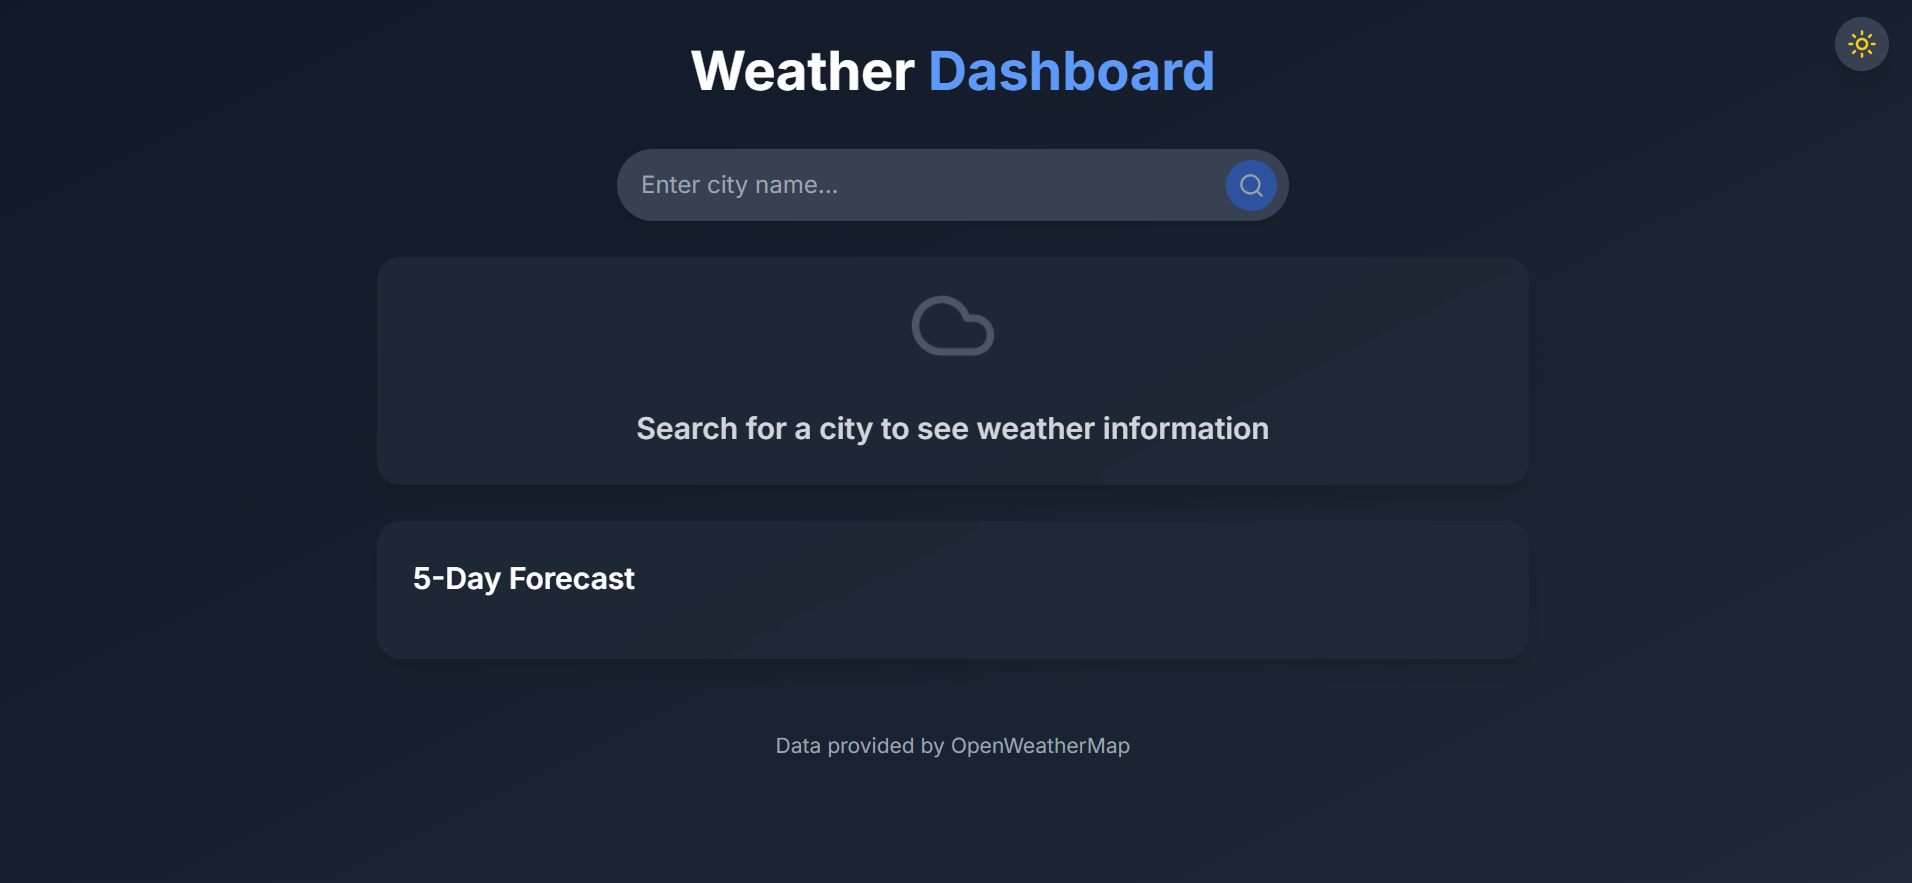 Weather Dashboard
Enter city name...
Search for a city to see weather information
5-Day Forecast
Data provided by OpenWeatherMap